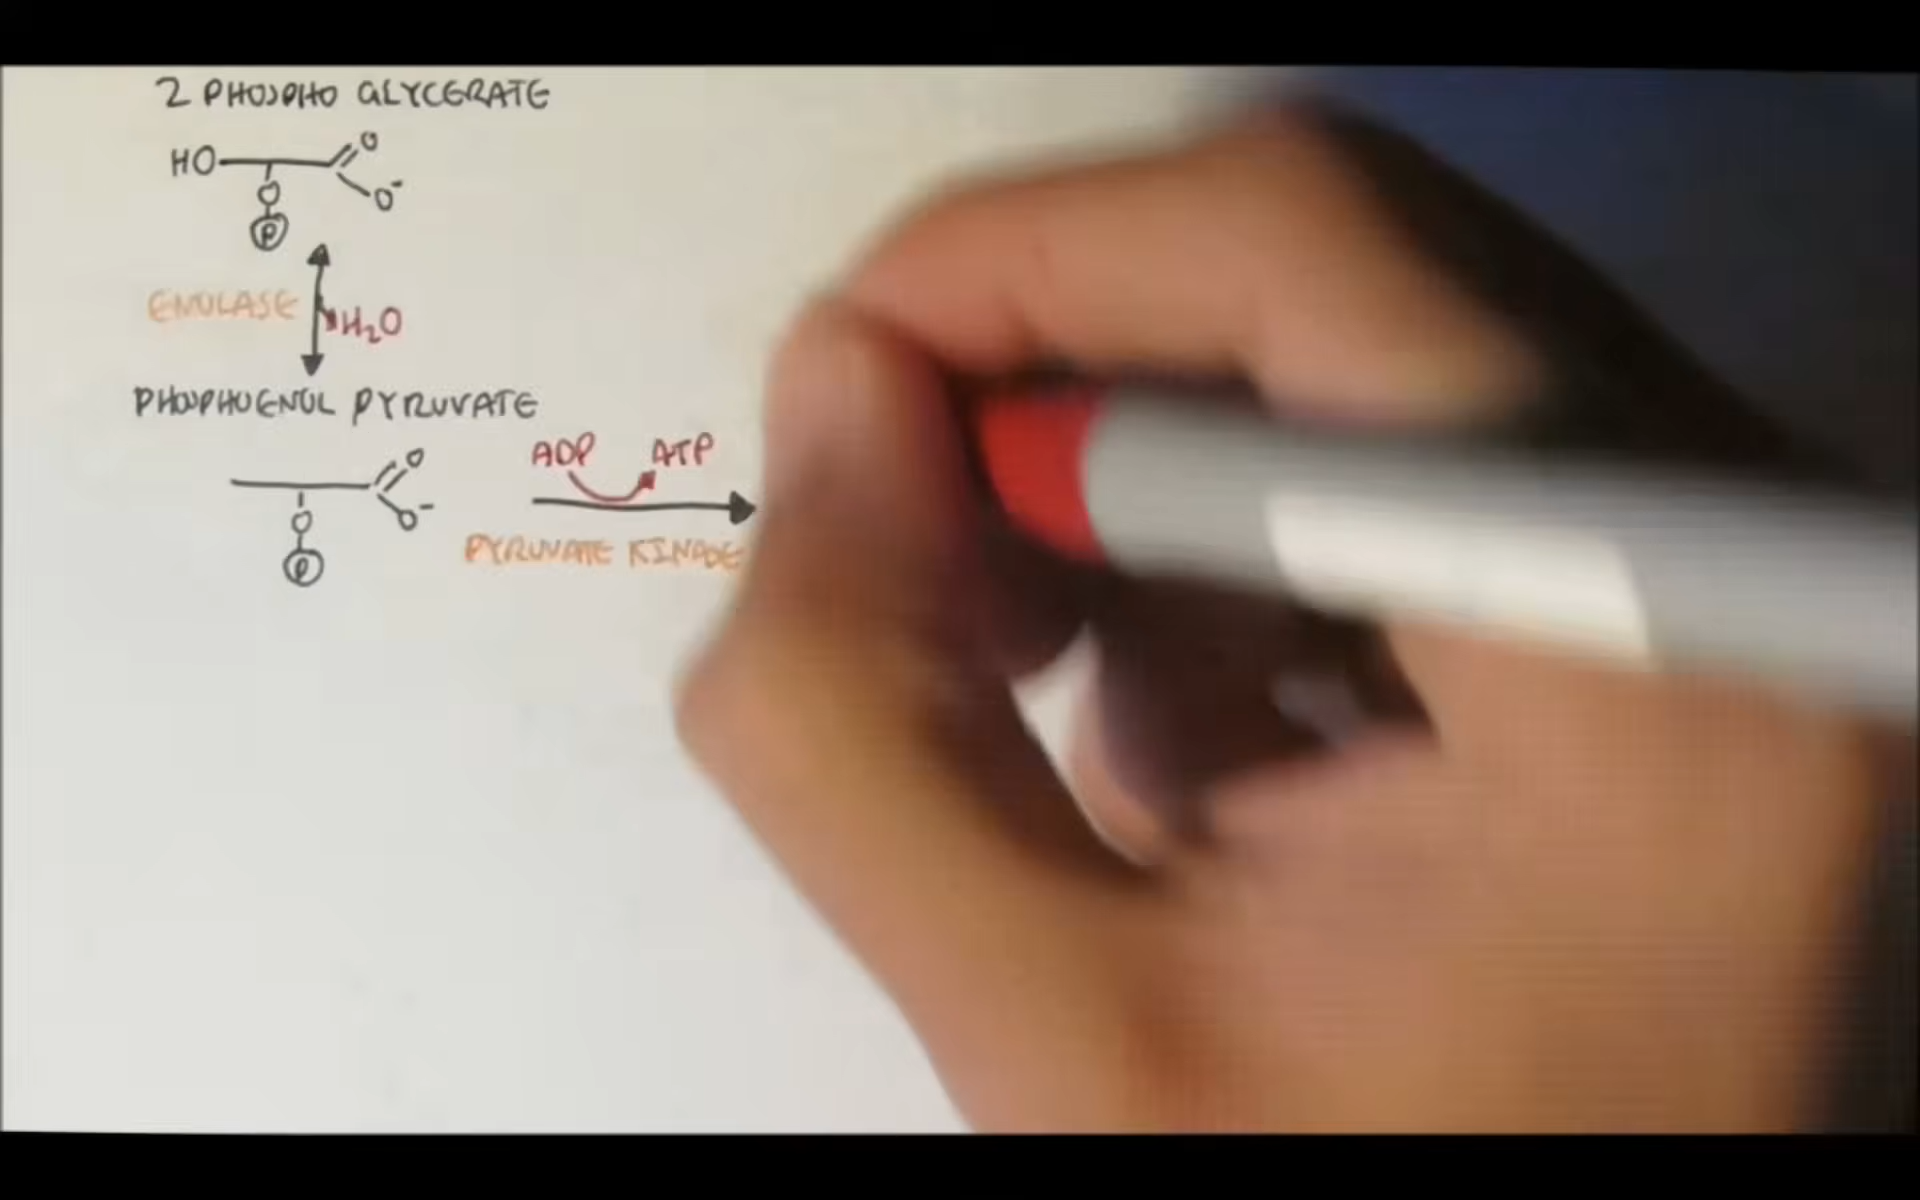 2 PHOSPHO GLYCERATE
HO O
O O-
P
ENOLASE H2O
PHOSPHOENOL PYRUVATE
ADP ATP
O
O O-
P
PYRUVATE KINASE